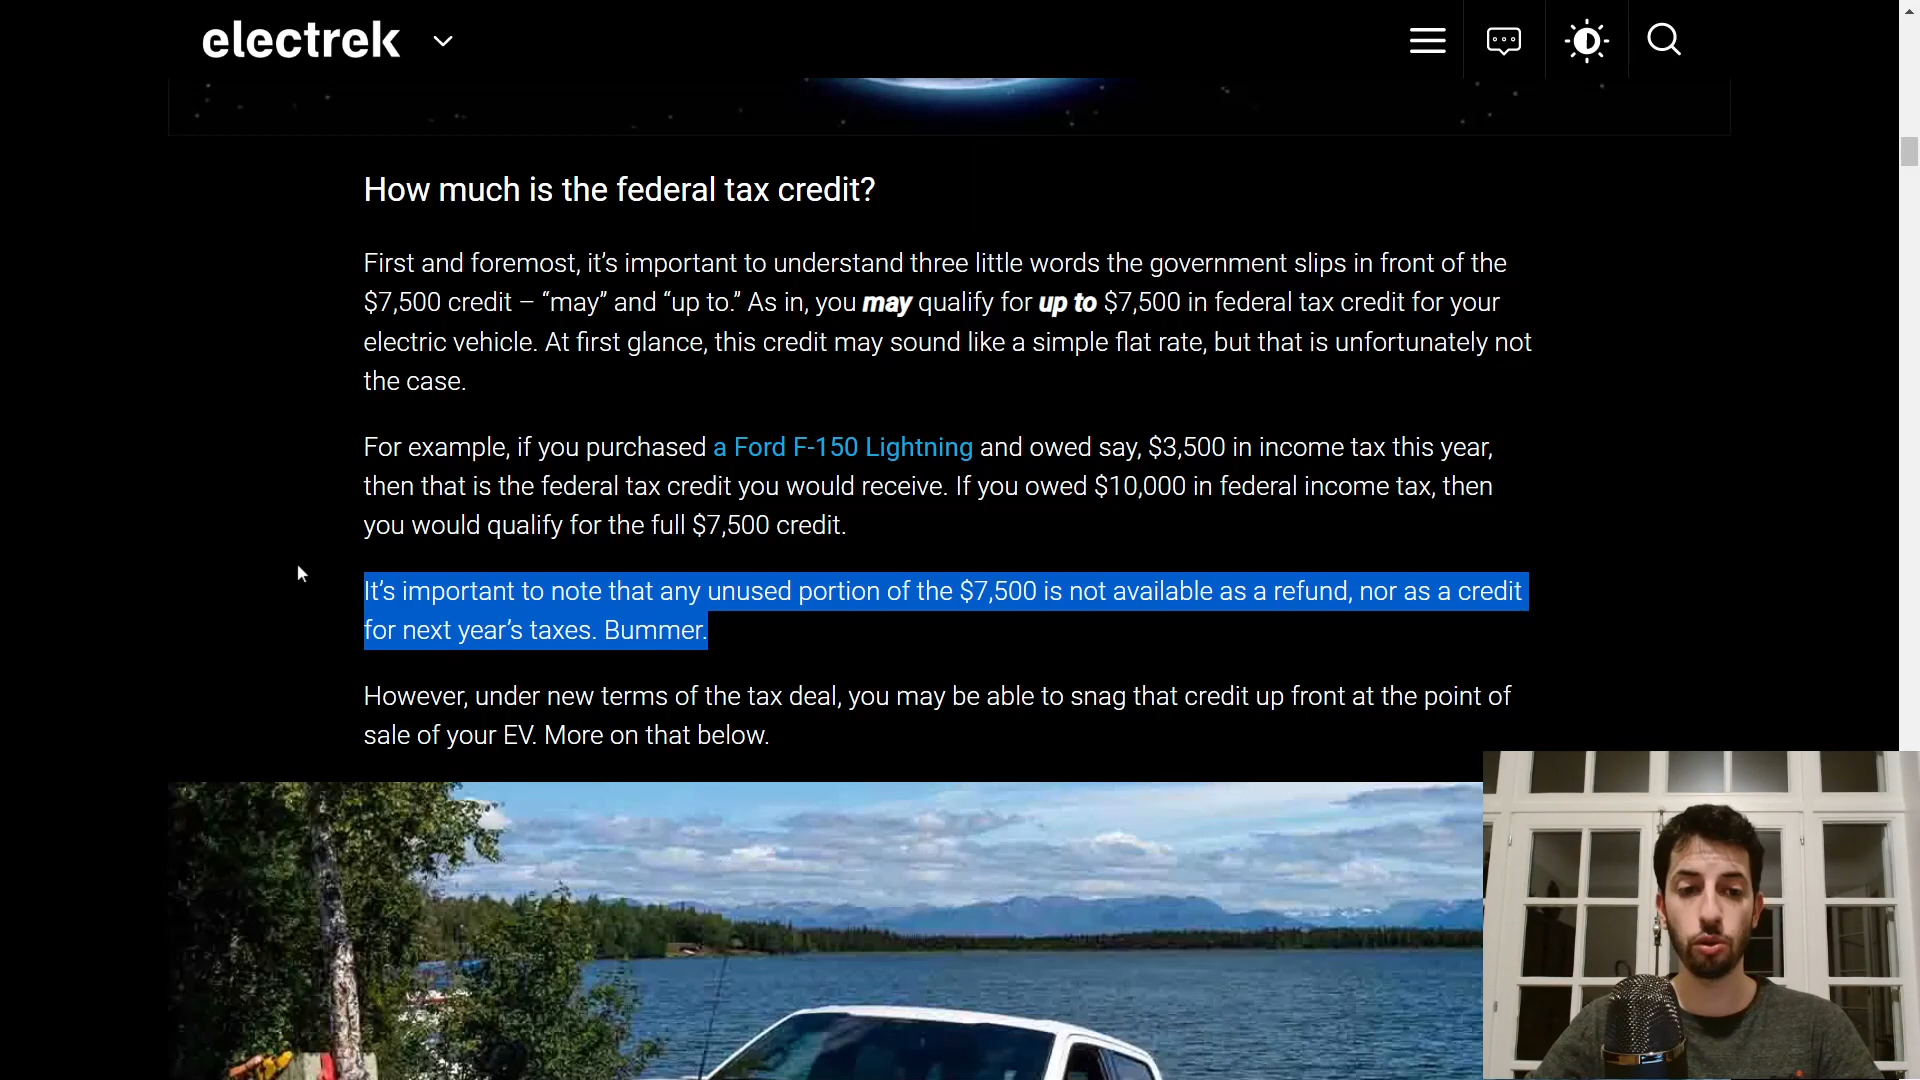 electrek
How much is the federal tax credit?
First and foremost, it’s important to understand three little words the government slips in front of the
$7,500 credit – “may” and “up to.” As in, you may qualify for up to $7,500 in federal tax credit for your
electric vehicle. At first glance, this credit may sound like a simple flat rate, but that is unfortunately not
the case.
For example, if you purchased a Ford F-150 Lightning and owed say, $3,500 in income tax this year,
then that is the federal tax credit you would receive. If you owed $10,000 in federal income tax, then
you would qualify for the full $7,500 credit.
It’s important to note that any unused portion of the $7,500 is not available as a refund, nor as a credit
for next year’s taxes. Bummer.
However, under new terms of the tax deal, you may be able to snag that credit up front at the point of
sale of your EV. More on that below.